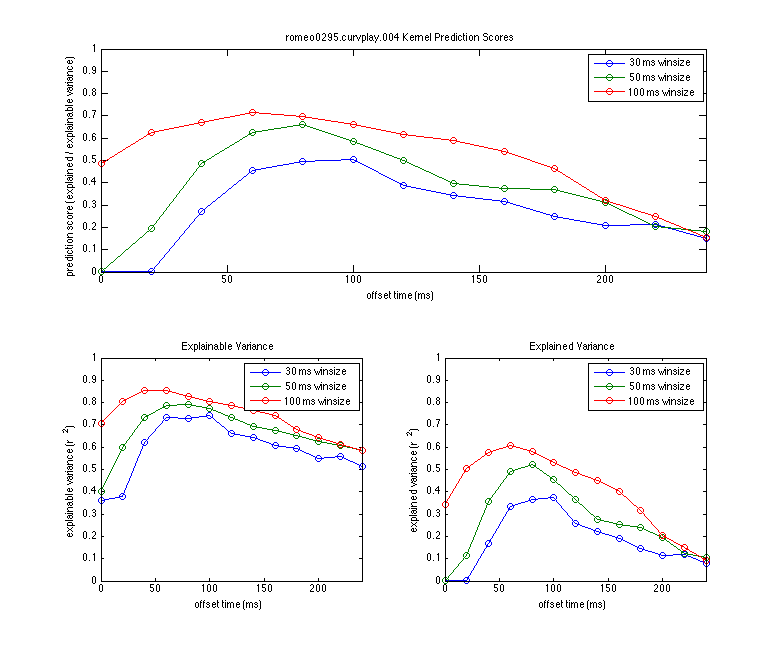 romeo0295.curvplay.004 Kernel Prediction Scores
prediction score (explained / explainable variance)
1
0.9
0.8
0.7
0.6
0.5
0.4
0.3
0.2
0.1
0
0 50 100 150 200
offset time (ms)
30 ms winsize
50 ms winsize
100 ms winsize
Explainable Variance
explainable variance (r 2)
1
0.9
0.8
0.7
0.6
0.5
0.4
0.3
0.2
0.1
0
0 50 100 150 200
offset time (ms)
30 ms winsize
50 ms winsize
100 ms winsize
Explained Variance
explained variance (r 2)
1
0.9
0.8
0.7
0.6
0.5
0.4
0.3
0.2
0.1
0
0 50 100 150 200
offset time (ms)
30 ms winsize
50 ms winsize
100 ms winsize